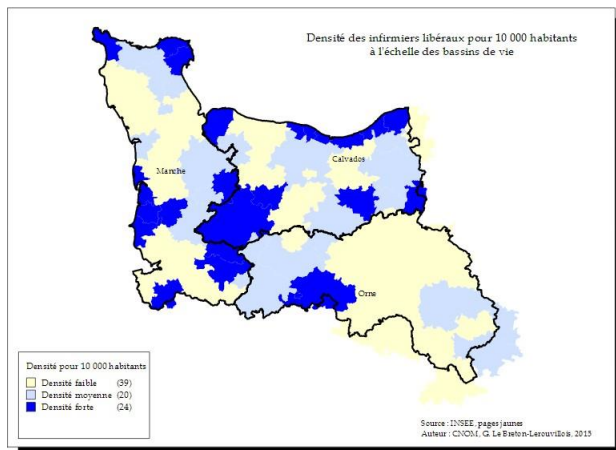 Densité des infirmiers libéraux pour 10 000 habitants
à l'échelle des bassins de vie
Manche
Calvados
Orne
Densité pour 10 000 habitants
Densité faible (39)
Densité moyenne (20)
Densité forte (24)
Source : INSEE, pages jaunes
Auteur : CNOM, G. Le Breton-Lerouvillois, 2015